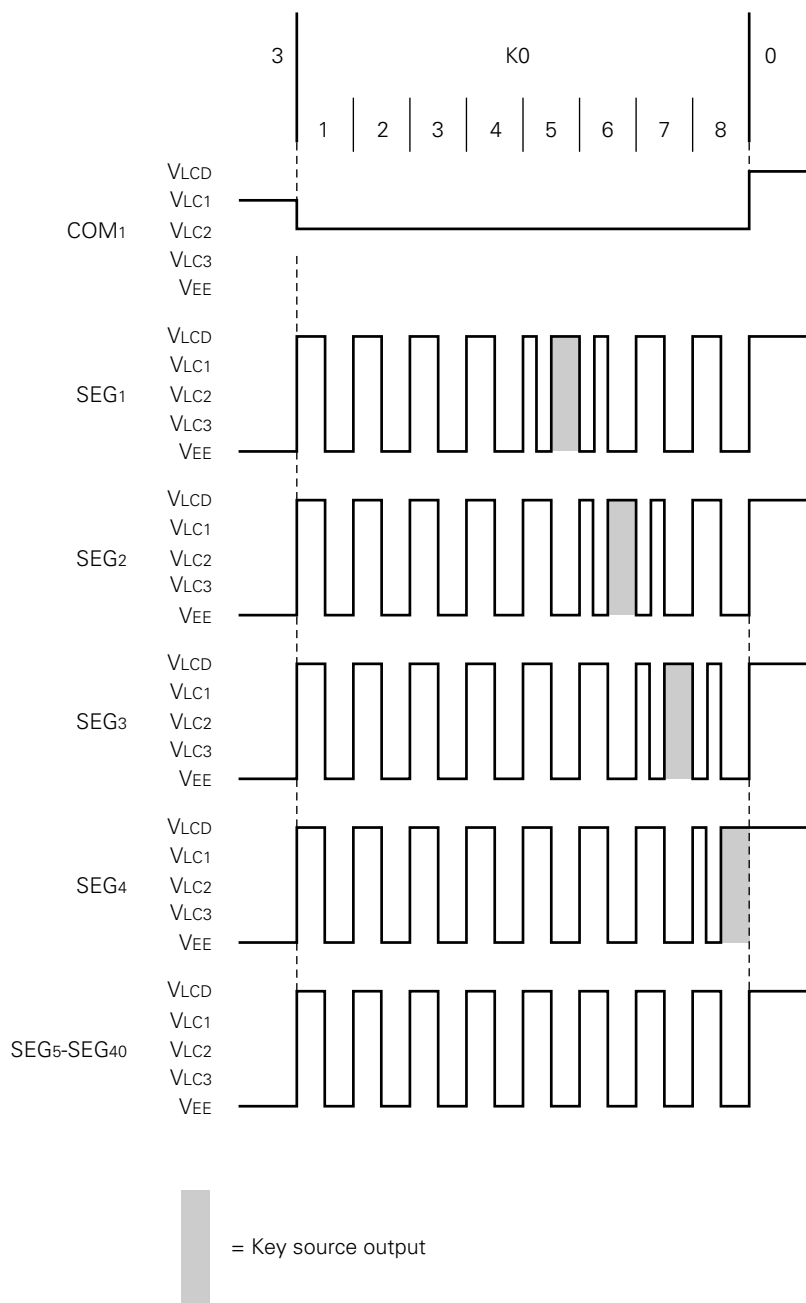 3 K0 0
1 2 3 4 5 6 7 8
VLCD
VLC1
COM1 VLC2
VLC3
VEE
VLCD
VLC1
SEG1 VLC2
VLC3
VEE
VLCD
VLC1
SEG2 VLC2
VLC3
VEE
VLCD
VLC1
SEG3 VLC2
VLC3
VEE
VLCD
VLC1
SEG4 VLC2
VLC3
VEE
VLCD
VLC1
SEG5-SEG40 VLC2
VLC3
VEE
= Key source output